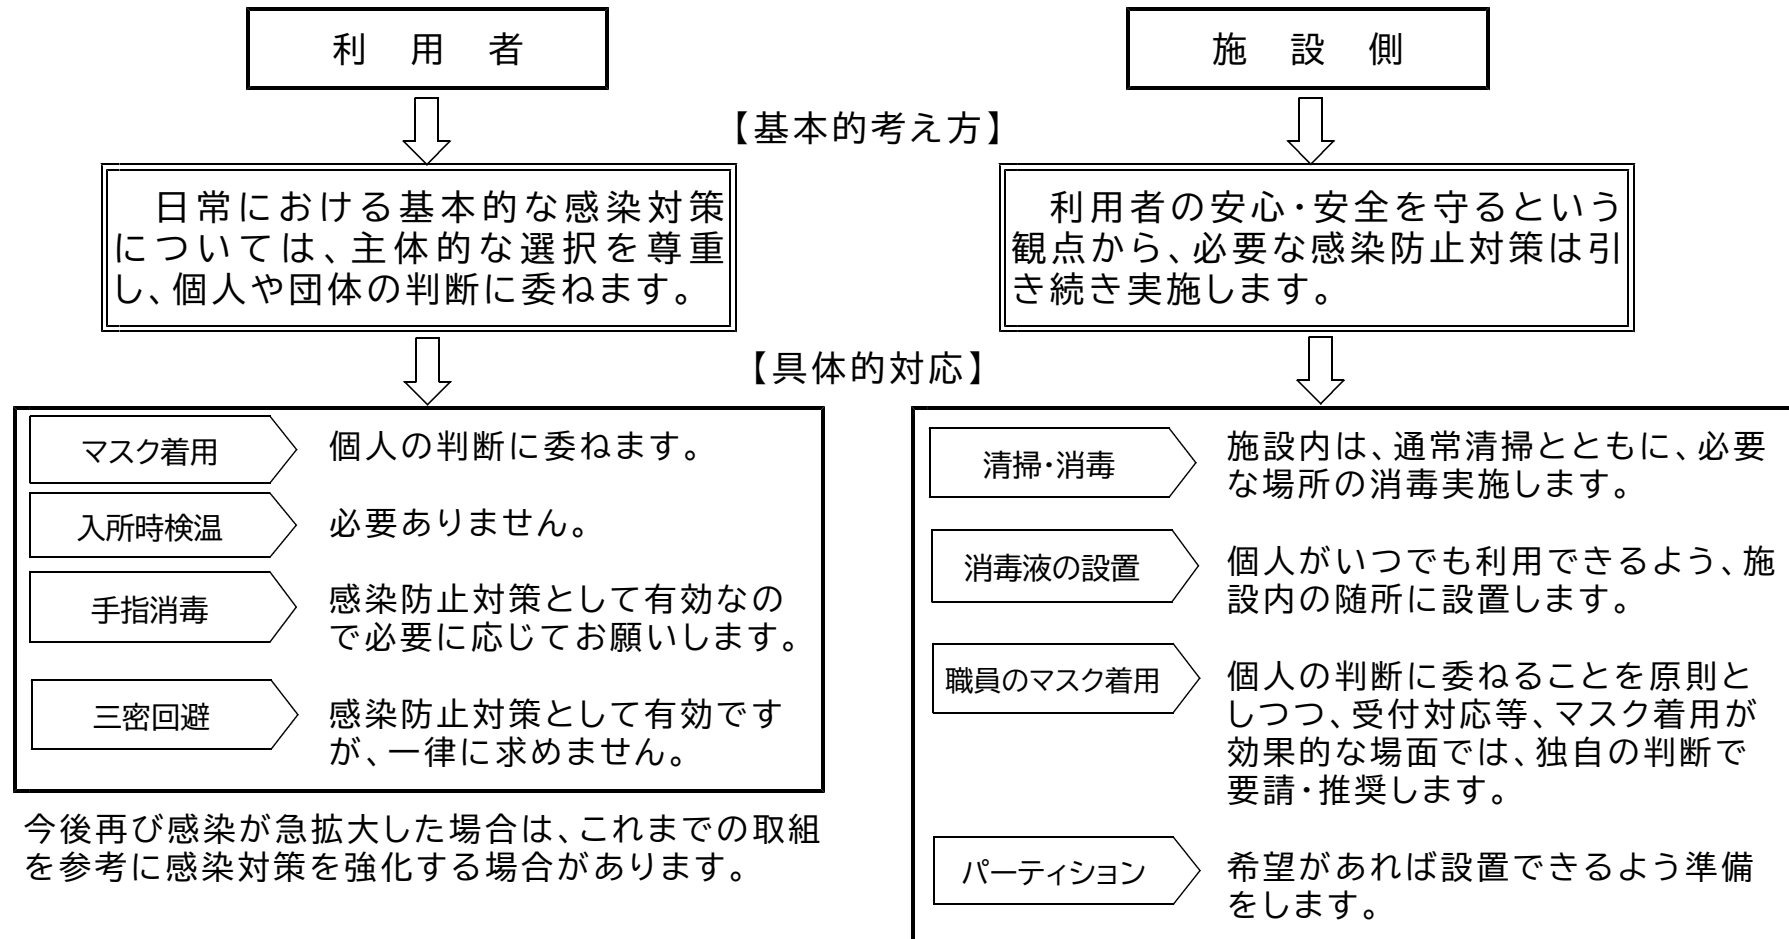 利用者
施設側
【基本的考え方】
日常における基本的な感染対策
については、主体的な選択を尊重
し、個人や団体の判断に委ねます。
利用者の安心・安全を守るという
観点から、必要な感染防止対策は引
き続き実施します。
【具体的対応】
マスク着用
個人の判断に委ねます。
入所時検温
必要ありません。
手指消毒
感染防止対策として有効なの
で必要に応じてお願いします。
三密回避
感染防止対策として有効です
が、一律に求めません。
今後再び感染が急拡大した場合は、これまでの取組
を参考に感染対策を強化する場合があります。
清掃・消毒
施設内は、通常清掃とともに、必要
な場所の消毒実施します。
消毒液の設置
個人がいつでも利用できるよう、施
設内の随所に設置します。
職員のマスク着用
個人の判断に委ねることを原則と
しつつ、受付対応等、マスク着用が
効果的な場面では、独自の判断で
要請・推奨します。
パーティション
希望があれば設置できるよう準備
をします。